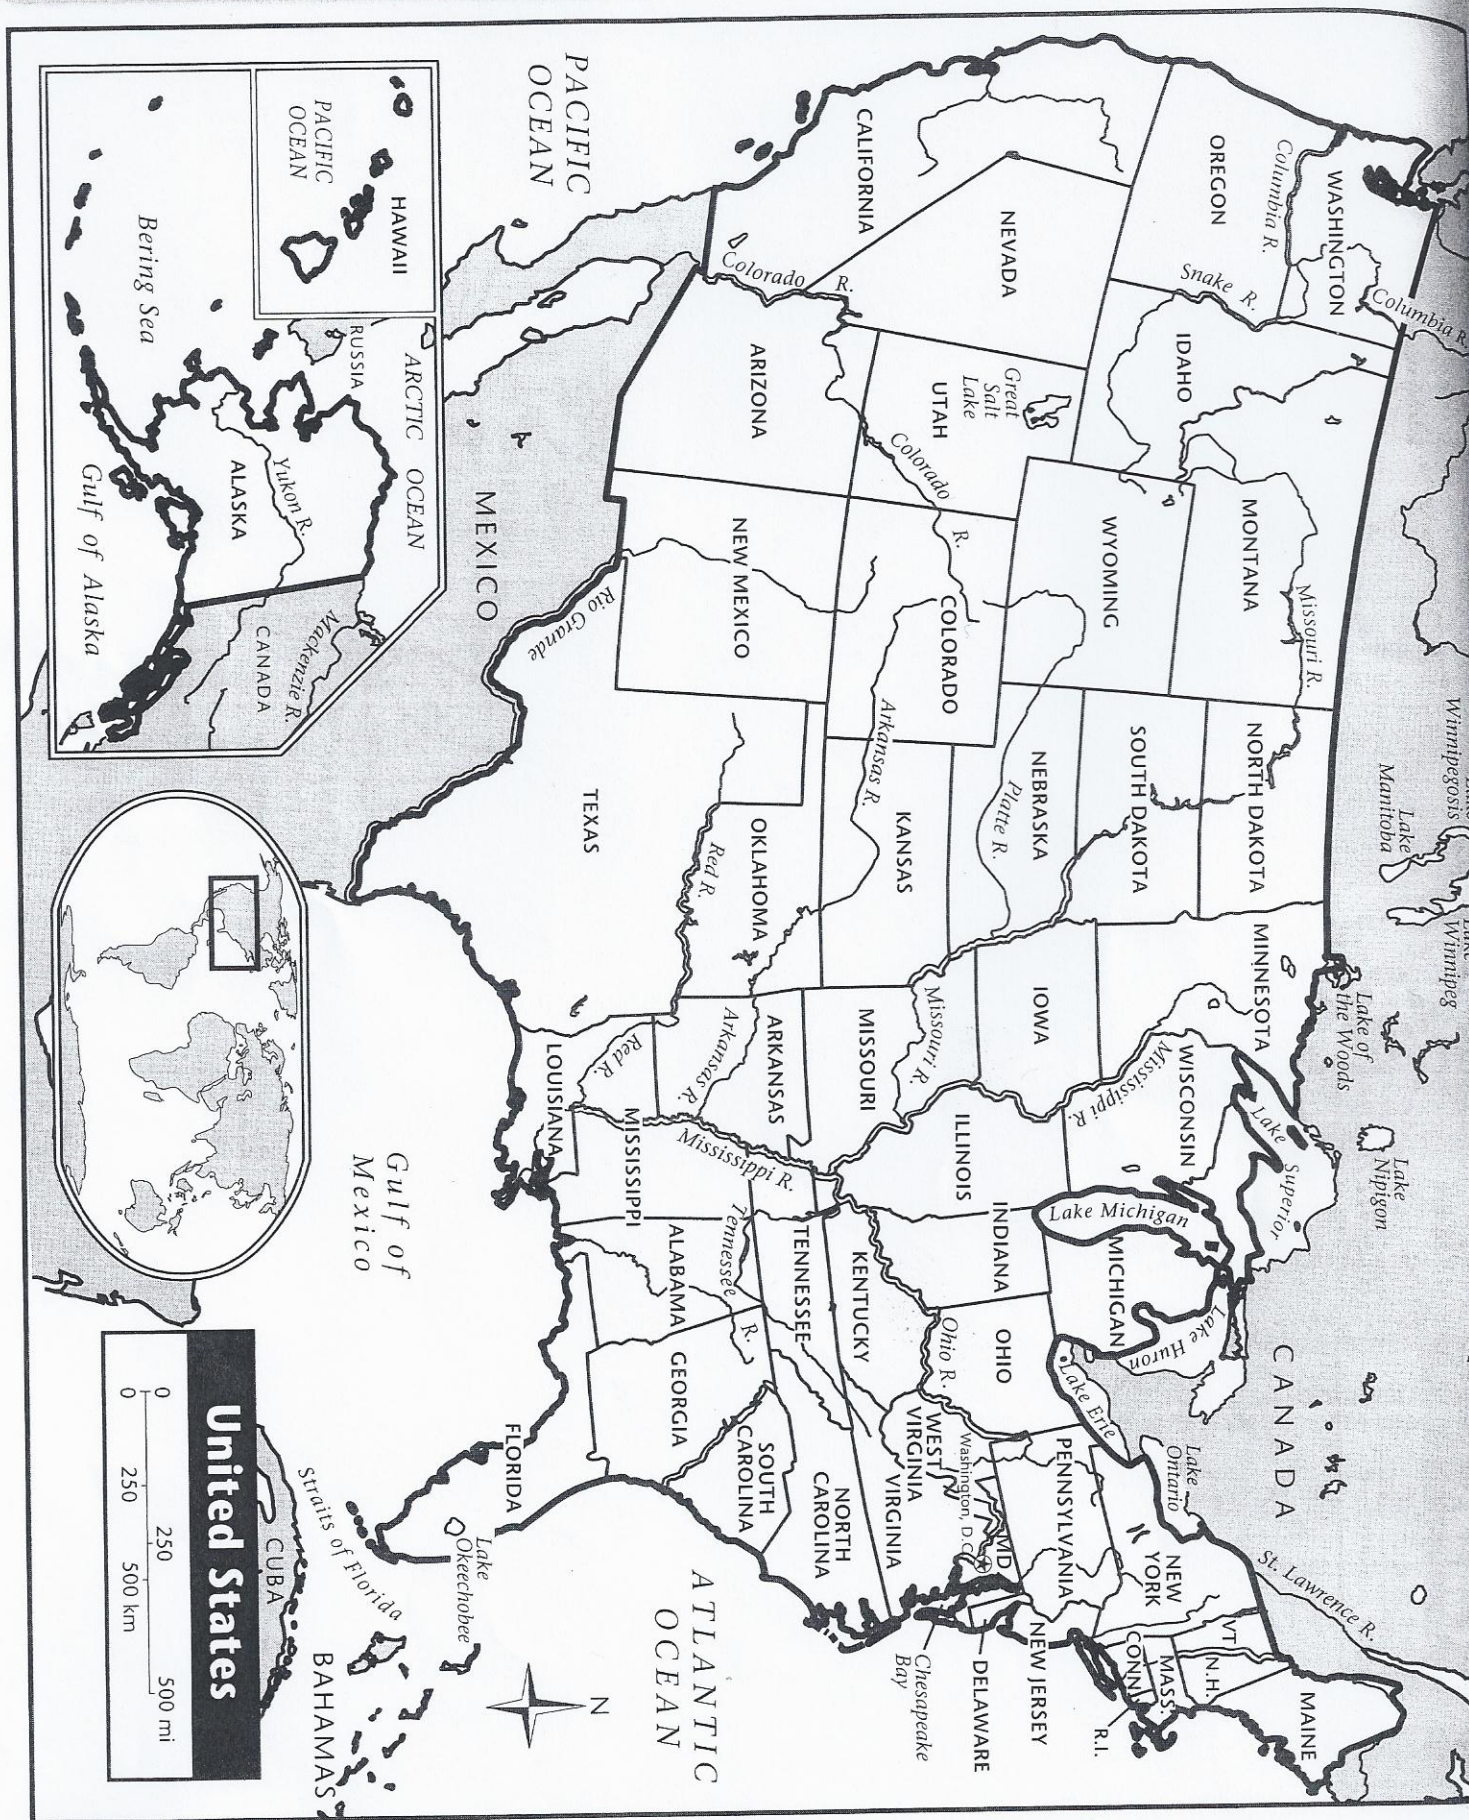 United States
0 250 500 mi
0 250 500 km
N
PACIFIC
OCEAN
ATLANTIC
OCEAN
Gulf of
Mexico
CANADA
MEXICO
CUBA
BAHAMAS
Straits of Florida
WASHINGTON
Columbia R.
Columbia R.
OREGON
Snake R.
IDAHO
MONTANA
Missouri R.
NORTH DAKOTA
SOUTH DAKOTA
MINNESOTA
WISCONSIN
Mississippi R.
MICHIGAN
Lake
Superior
Lake Michigan
Lake Huron
Lake Erie
Lake
Ontario
Lake of
the Woods
Lake
Nipigon
Lake
Manitoba
Winnipegosis
Winnipeg
St. Lawrence R.
MAINE
VT
N.H.
MASS.
CONN.
R.I.
NEW
YORK
NEW JERSEY
PENNSYLVANIA
DELAWARE
MD
Washington, D.C.
Chesapeake
Bay
WYOMING
NEBRASKA
Platte R.
IOWA
ILLINOIS
INDIANA
OHIO
Ohio R.
WEST
VIRGINIA
VIRGINIA
NEVADA
Great
Salt
Lake
UTAH
COLORADO
Colorado R.
KANSAS
Arkansas R.
MISSOURI
Missouri R.
KENTUCKY
CALIFORNIA
Colorado R.
ARIZONA
NEW MEXICO
OKLAHOMA
Red R.
ARKANSAS
Arkansas R.
TENNESSEE
Tennessee R.
Mississippi R.
NORTH
CAROLINA
SOUTH
CAROLINA
TEXAS
Rio Grande
LOUISIANA
Red R.
MISSISSIPPI
ALABAMA
GEORGIA
FLORIDA
Lake
Okeechobee
HAWAII
PACIFIC
OCEAN
ARCTIC OCEAN
RUSSIA
Bering Sea
ALASKA
Yukon R.
CANADA
Mackenzie R.
Gulf of Alaska